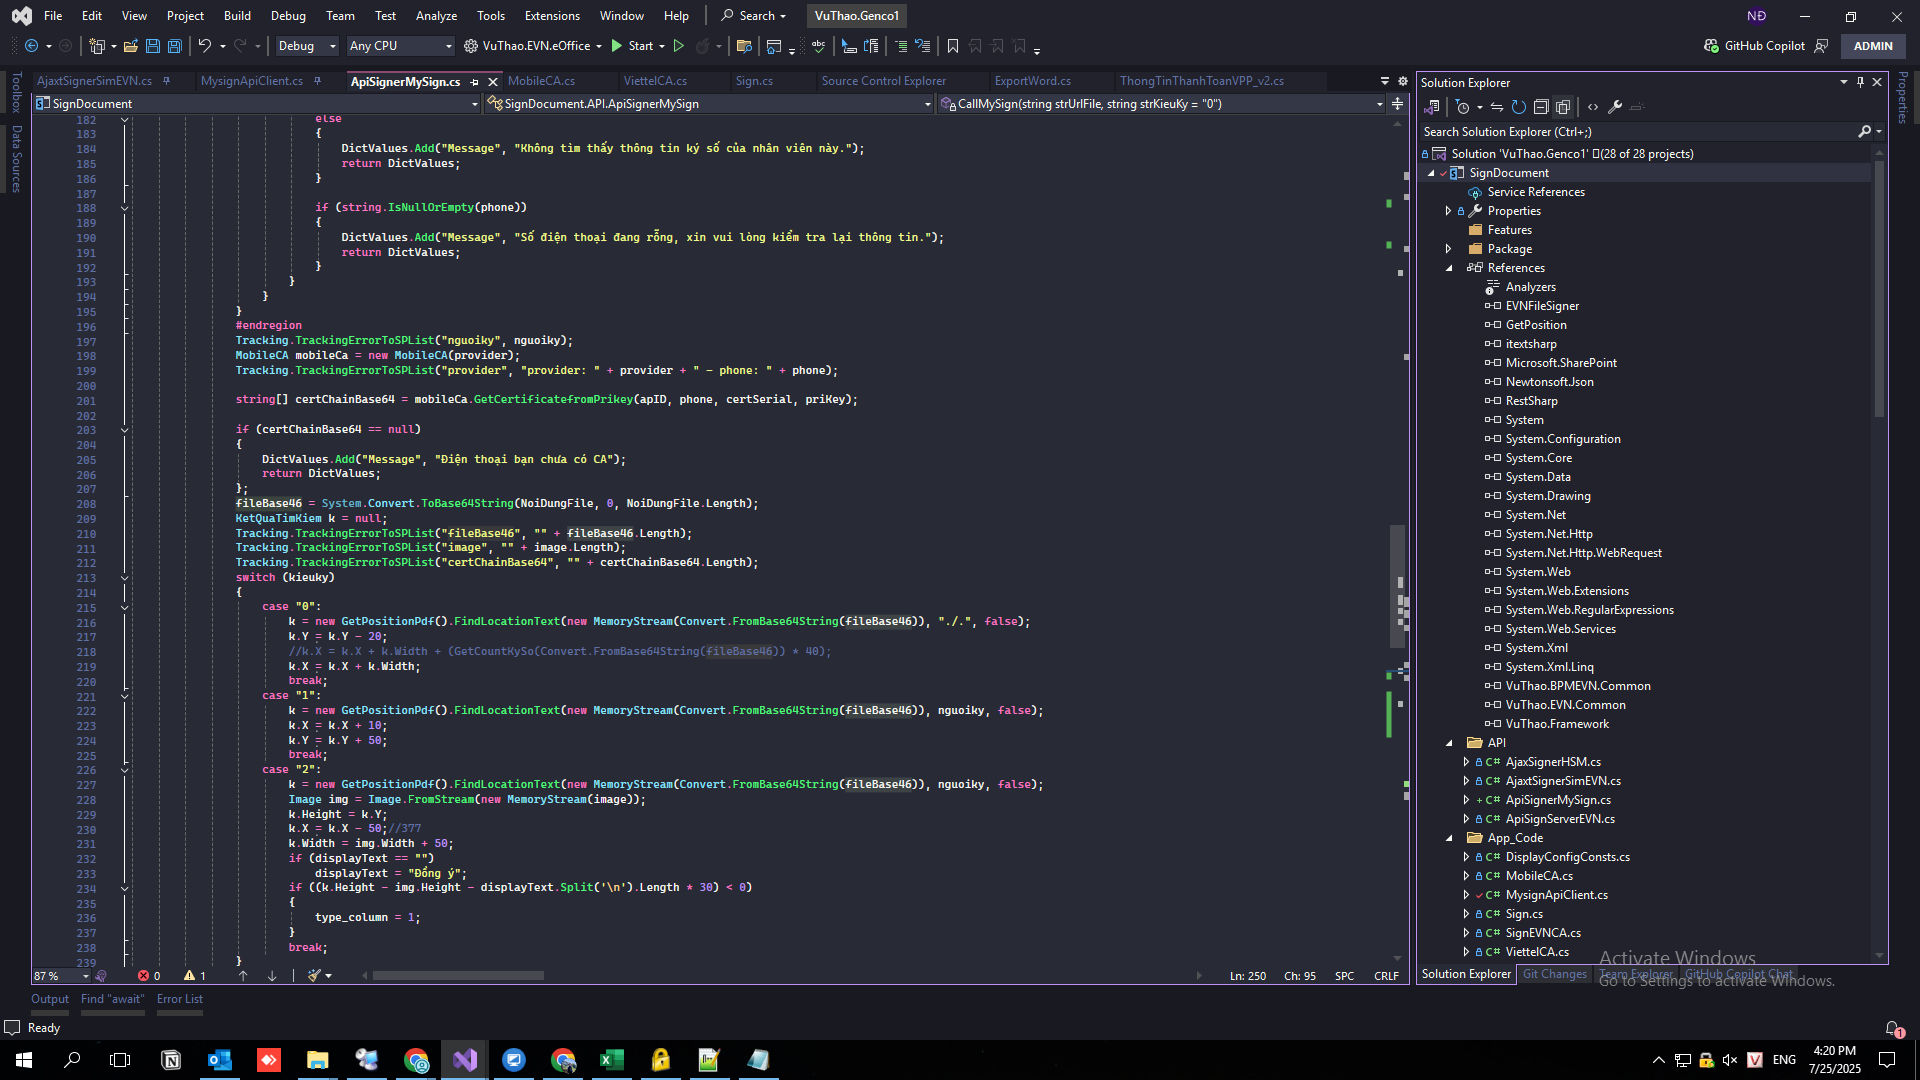 File Edit View Project Build Debug Team Test Analyze Tools Extensions Window Help Search VuThao.Genco1 NĐ
Debug Any CPU VuThao.EVN.eOffice Start GitHub Copilot ADMIN
Toolbox
Data Sources
AjaxtSignerSimEVN.cs MysignApiClient.cs ApiSignerMySign.cs MobileCA.cs ViettelCA.cs Sign.cs Source Control Explorer ExportWord.cs ThongTinThanhToanVPP_v2.cs
SignDocument SignDocument.API.ApiSignerMySign CallMySign(string strUrlFile, string strKieuKy = "0")
182 else
183 {
184 DictValues.Add("Message", "Không tìm thấy thông tin ký số của nhân viên này.");
185 return DictValues;
186 }
187
188 if (string.IsNullOrEmpty(phone))
189 {
190 DictValues.Add("Message", "Số điện thoại đang rỗng, xin vui lòng kiểm tra lại thông tin.");
191 return DictValues;
192 }
193 }
194 }
195 }
196 #endregion
197 Tracking.TrackingErrorToSPList("nguoiky", nguoiky);
198 MobileCA mobileCa = new MobileCA(provider);
199 Tracking.TrackingErrorToSPList("provider", "provider: " + provider + " - phone: " + phone);
200
201 string[] certChainBase64 = mobileCa.GetCertificatefromPrikey(apID, phone, certSerial, priKey);
202
203 if (certChainBase64 == null)
204 {
205 DictValues.Add("Message", "Điện thoại bạn chưa có CA");
206 return DictValues;
207 };
208 fileBase46 = System.Convert.ToBase64String(NoiDungFile, 0, NoiDungFile.Length);
209 KetQuaTimKiem k = null;
210 Tracking.TrackingErrorToSPList("fileBase46", "" + fileBase46.Length);
211 Tracking.TrackingErrorToSPList("image", "" + image.Length);
212 Tracking.TrackingErrorToSPList("certChainBase64", "" + certChainBase64.Length);
213 switch (kieuky)
214 {
215 case "0":
216 k = new GetPositionPdf().FindLocationText(new MemoryStream(Convert.FromBase64String(fileBase46)), "./.", false);
217 k.Y = k.Y - 20;
218 //k.X = k.X + k.Width + (GetCountKySo(Convert.FromBase64String(fileBase46)) * 40);
219 k.X = k.X + k.Width;
220 break;
221 case "1":
222 k = new GetPositionPdf().FindLocationText(new MemoryStream(Convert.FromBase64String(fileBase46)), nguoiky, false);
223 k.X = k.X + 10;
224 k.Y = k.Y + 50;
225 break;
226 case "2":
227 k = new GetPositionPdf().FindLocationText(new MemoryStream(Convert.FromBase64String(fileBase46)), nguoiky, false);
228 Image img = Image.FromStream(new MemoryStream(image));
229 k.Height = k.Y;
230 k.X = k.X - 50;//377
231 k.Width = img.Width + 50;
232 if (displayText == "")
233 displayText = "Đồng ý";
234 if ((k.Height - img.Height - displayText.Split('\n').Length * 30) < 0)
235 {
236 type_column = 1;
237 }
238 break;
239 }
87 % 0 1 Ln: 250 Ch: 95 SPC CRLF
Solution Explorer
Search Solution Explorer (Ctrl+;)
Solution 'VuThao.Genco1' (28 of 28 projects)
SignDocument
Service References
Properties
Features
Package
References
Analyzers
EVNFileSigner
GetPosition
itextsharp
Microsoft.SharePoint
Newtonsoft.Json
RestSharp
System
System.Configuration
System.Core
System.Data
System.Drawing
System.Net
System.Net.Http
System.Net.Http.WebRequest
System.Web
System.Web.Extensions
System.Web.RegularExpressions
System.Web.Services
System.Xml
System.Xml.Linq
VuThao.BPMEVN.Common
VuThao.EVN.Common
VuThao.Framework
API
C# AjaxSignerHSM.cs
C# AjaxtSignerSimEVN.cs
C# ApiSignerMySign.cs
C# ApiSignServerEVN.cs
App_Code
C# DisplayConfigConsts.cs
C# MobileCA.cs
C# MysignApiClient.cs
C# Sign.cs
C# SignEVNCA.cs
C# ViettelCA.cs
Solution Explorer Git Changes Team Explorer GitHub Copilot Chat
Properties
Activate Windows
Go to Settings to activate Windows.
Output Find "await" Error List
Ready
1
ENG
4:20 PM
7/25/2025